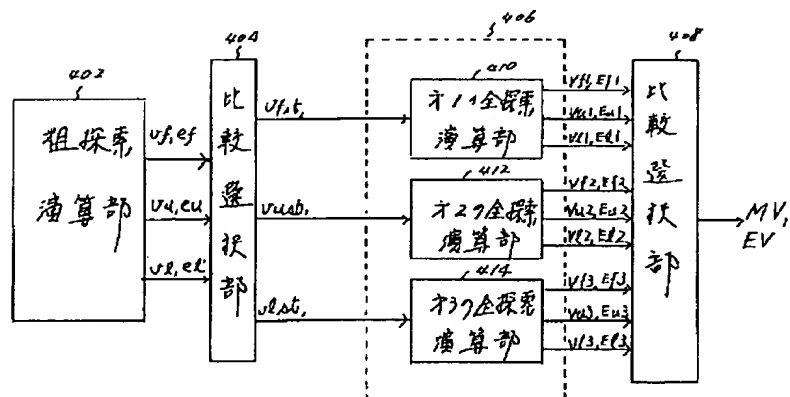 402
粗探索
演算部
vf,ef
vu,eu
vl,el
404
比較選択部
vfst,
vust,
vlst,
406
410
才1の全探索
演算部
412
才2の全探索
演算部
414
才3の全探索
演算部
Vf1,Ef1
Vu1,Eu1
Vl1,El1
Vf2,Ef2
Vu2,Eu2
Vl2,El2
Vf3,Ef3
Vu3,Eu3
Vl3,El3
408
比較選択部
MV,
EV